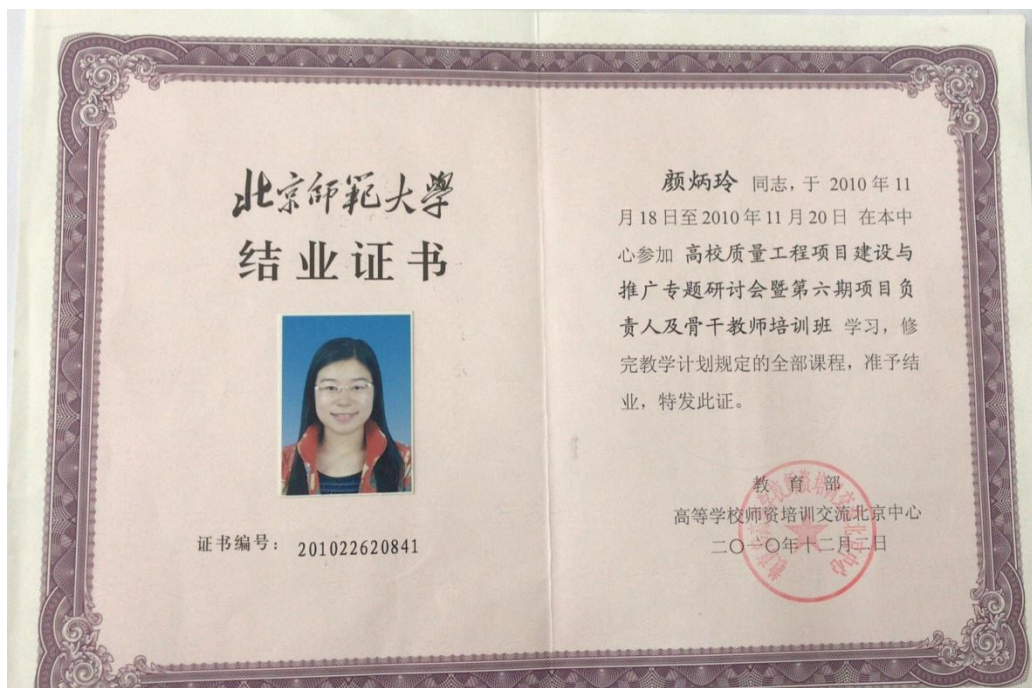 北京师范大学
结业证书
证书编号： 201022620841
颜炳玲 同志，于 2010 年 11
月 18 日至 2010 年 11 月 20 日 在本中
心参加 高校质量工程项目建设与
推广专题研讨会暨第六期项目负
责人及骨干教师培训班 学习，修
完教学计划规定的全部课程，准予结
业，特发此证。
教 育 部
高等学校师资培训交流北京中心
二〇一〇年十二月二日